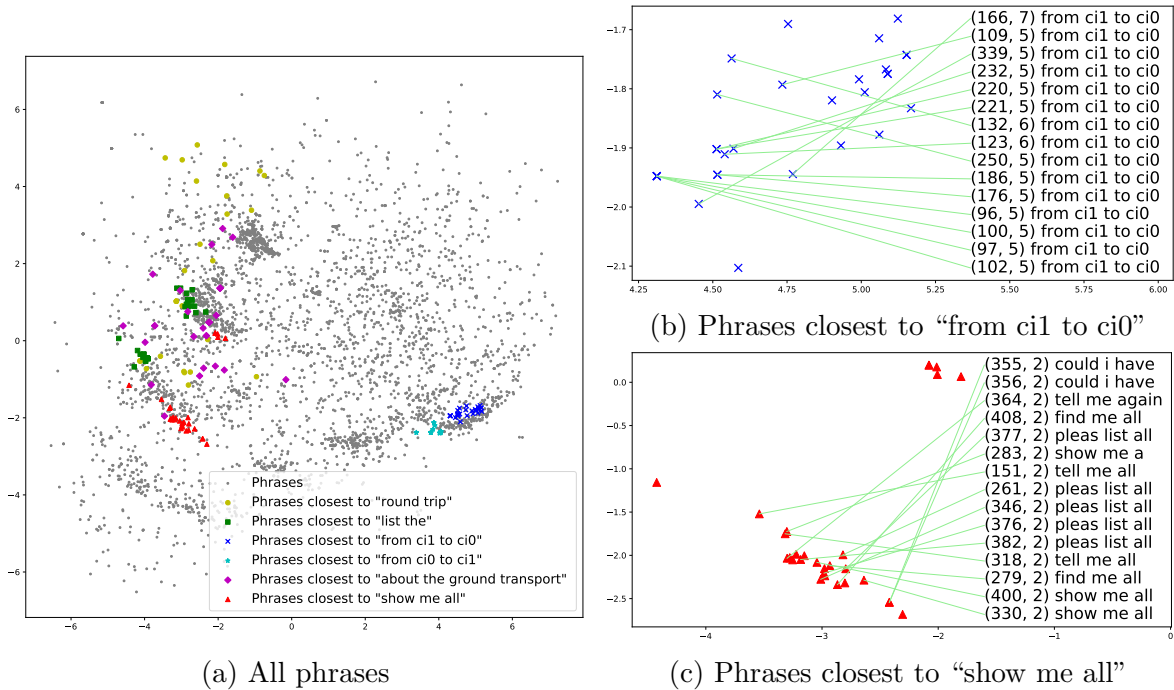 6
4
2
0
−2
−4
−6
−6
−4
−2
0
2
4
6
Phrases
Phrases closest to "round trip"
Phrases closest to "list the"
Phrases closest to "from ci1 to ci0"
Phrases closest to "from ci0 to ci1"
Phrases closest to "about the ground transport"
Phrases closest to "show me all"
(a) All phrases
−1.7
−1.8
−1.9
−2.0
−2.1
4.25
4.50
4.75
5.00
5.25
5.50
5.75
6.00
(166, 7) from ci1 to ci0
(109, 5) from ci1 to ci0
(339, 5) from ci1 to ci0
(232, 5) from ci1 to ci0
(220, 5) from ci1 to ci0
(221, 5) from ci1 to ci0
(132, 6) from ci1 to ci0
(123, 6) from ci1 to ci0
(250, 5) from ci1 to ci0
(186, 5) from ci1 to ci0
(176, 5) from ci1 to ci0
(96, 5) from ci1 to ci0
(100, 5) from ci1 to ci0
(97, 5) from ci1 to ci0
(102, 5) from ci1 to ci0
(b) Phrases closest to “from ci1 to ci0”
0.0
−0.5
−1.0
−1.5
−2.0
−2.5
−4
−3
−2
−1
0
(355, 2) could i have
(356, 2) could i have
(364, 2) tell me again
(408, 2) find me all
(377, 2) pleas list all
(283, 2) show me a
(151, 2) tell me all
(261, 2) pleas list all
(346, 2) pleas list all
(376, 2) pleas list all
(382, 2) pleas list all
(318, 2) tell me all
(279, 2) find me all
(400, 2) show me all
(330, 2) show me all
(c) Phrases closest to “show me all”